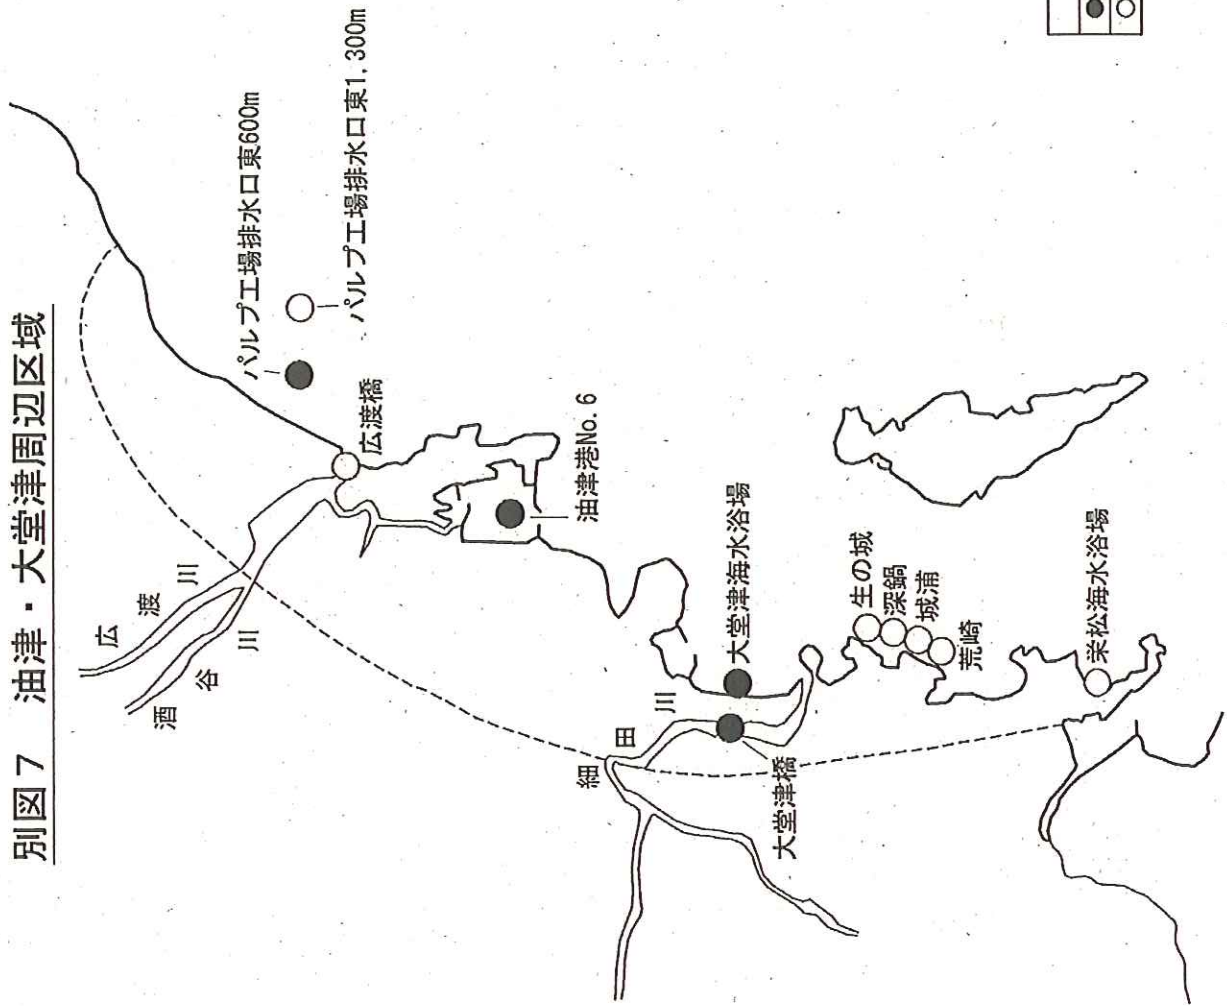 別図7 油津・大堂津周辺区域
パルプ工場排水口東600m
パルプ工場排水口東1.300m
広渡橋
広渡川
酒谷川
油津港No.6
大堂津海水浴場
細田川
大堂津橋
生の城
深鍋
城浦
荒崎
栄松海水浴場